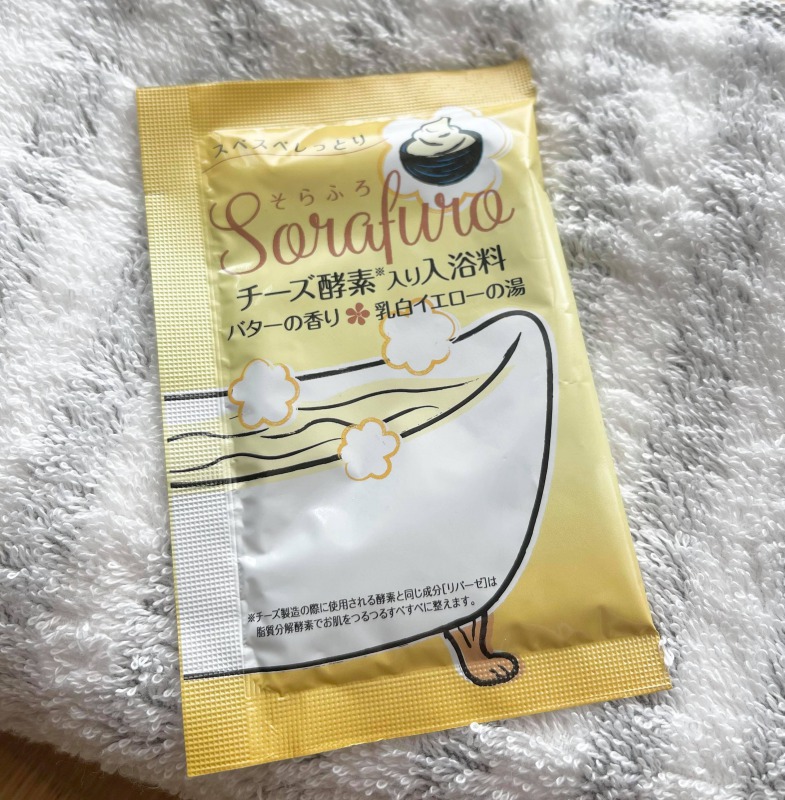 スベスベしっとり
そらふろ
Sorafuro
チーズ酵素※入り入浴料
バターの香り 乳白イエローの湯
※チーズ製造の際に使用される酵素と同じ成分[リパーゼ]は
脂質分解酵素でお肌をつるつるすべすべに整えます。